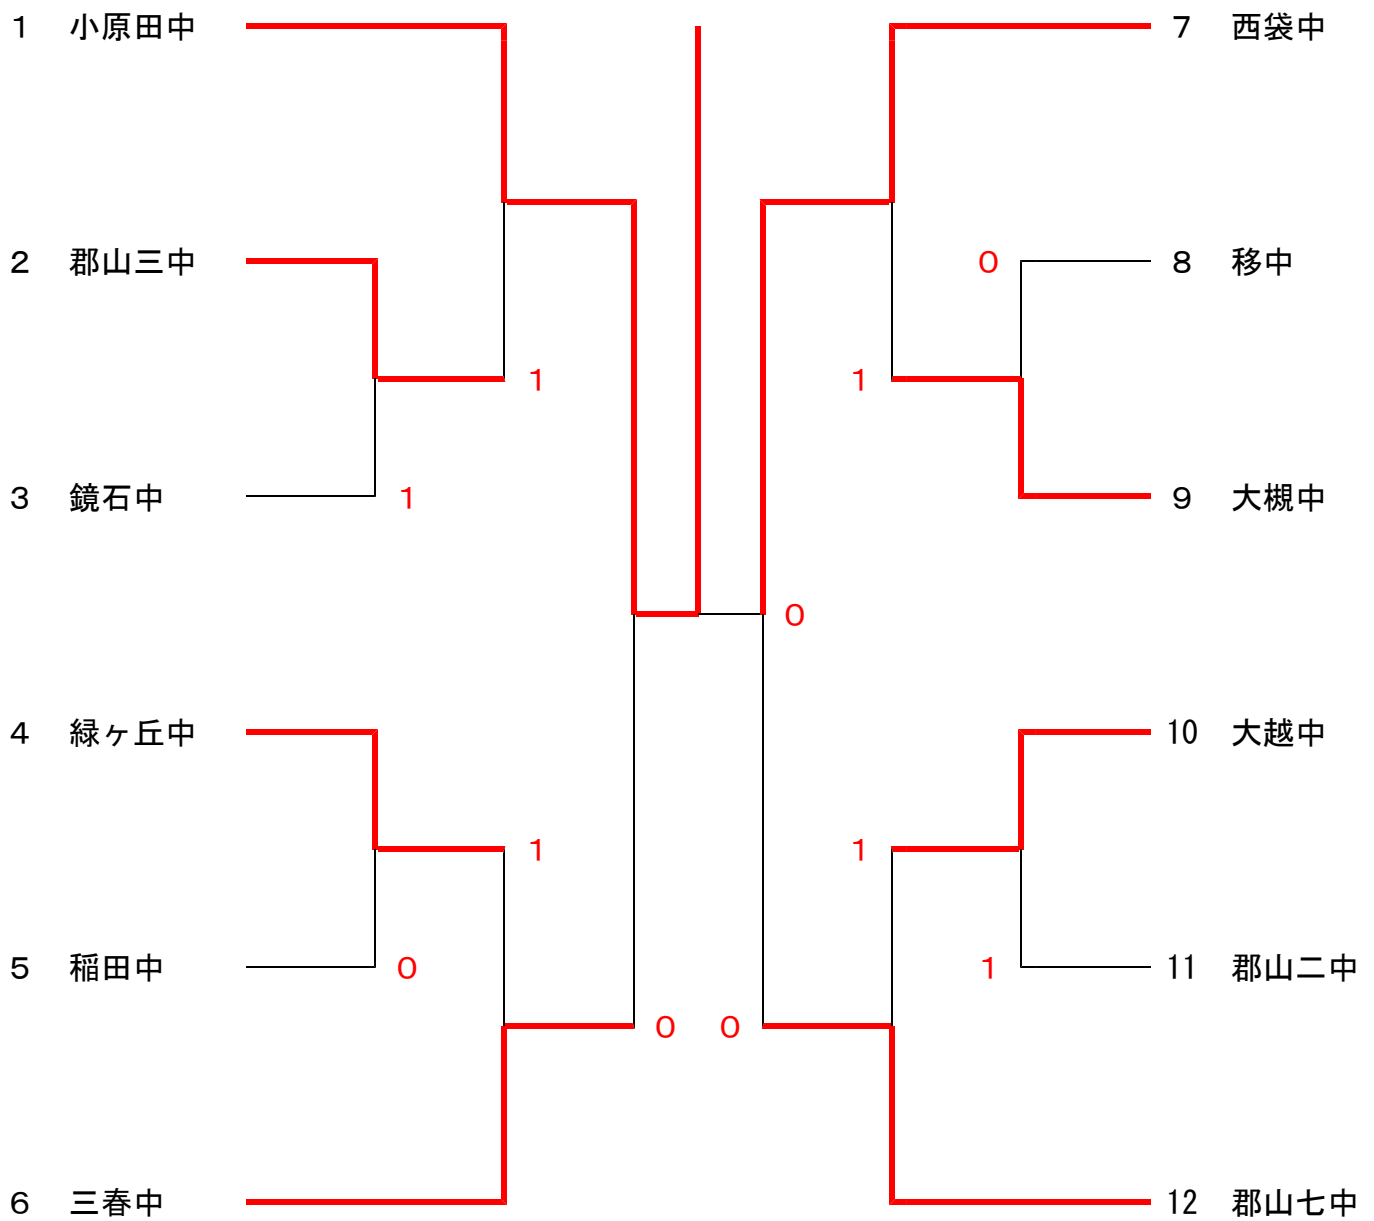 1 小原田中
7 西袋中
2 郡山三中
0
8 移中
1
1
3 鏡石中
1
9 大槻中
0
4 緑ヶ丘中
10 大越中
1
1
5 稲田中
0
1
11 郡山二中
0
0
6 三春中
12 郡山七中